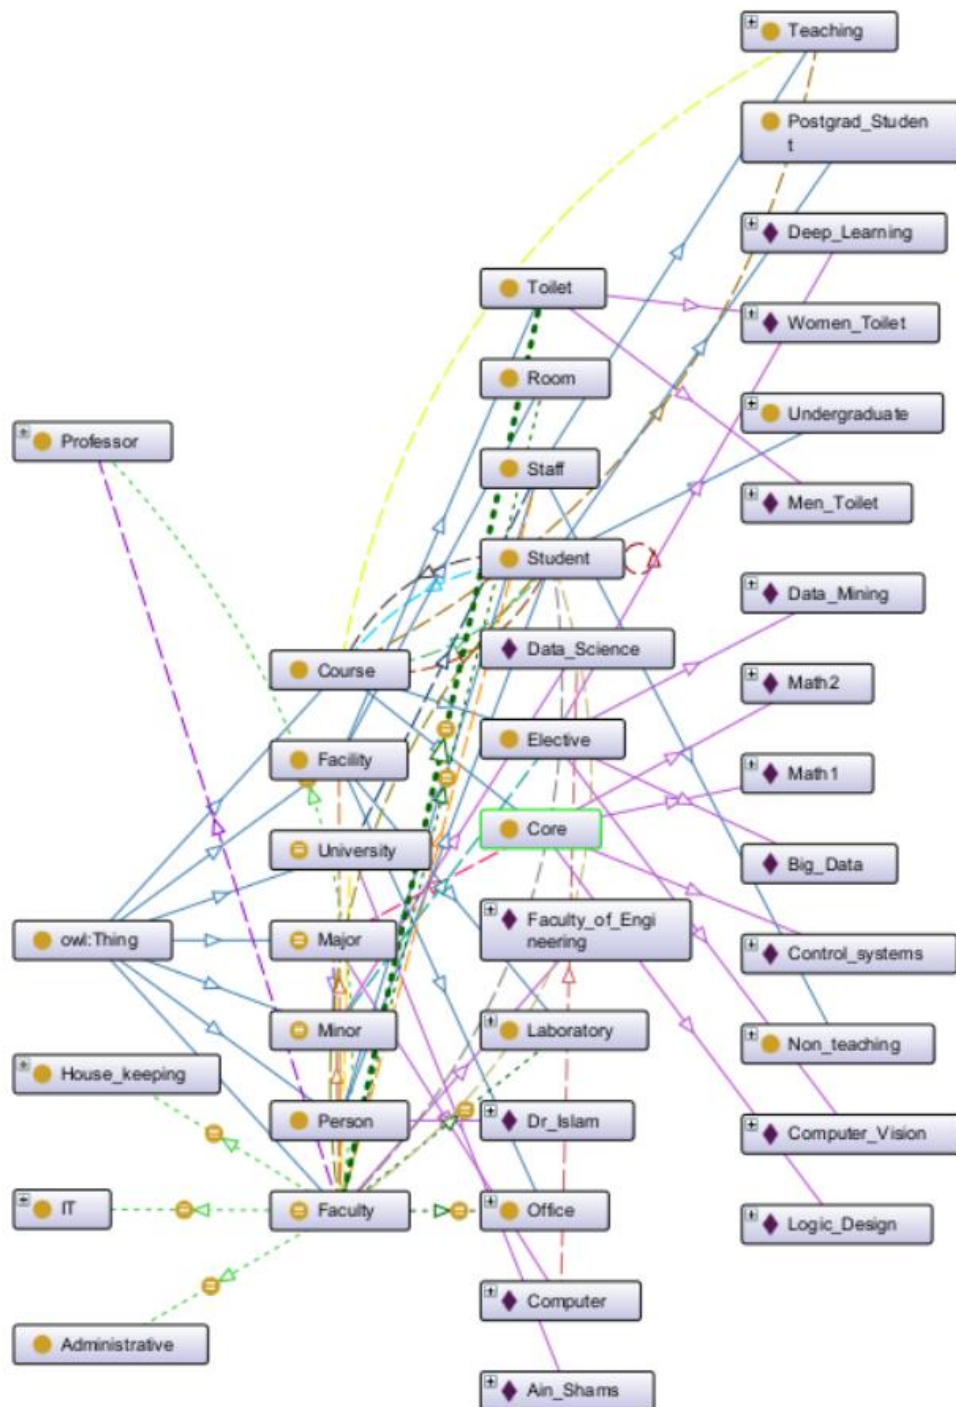 Teaching
Postgrad_Studen
t
Deep_Learning
Toilet
Women_Toilet
Room
Undergraduate
Professor
Staff
Men_Toilet
Student
Data_Mining
Data_Science
Course
Math2
Elective
Facility
Math1
Core
University
Big_Data
Faculty_of_Engi
neering
owl:Thing
Major
Control_systems
Minor
Laboratory
Non_teaching
House_keeping
Person
Dr_Islam
Computer_Vision
IT
Faculty
Office
Logic_Design
Computer
Administrative
Ain_Shams